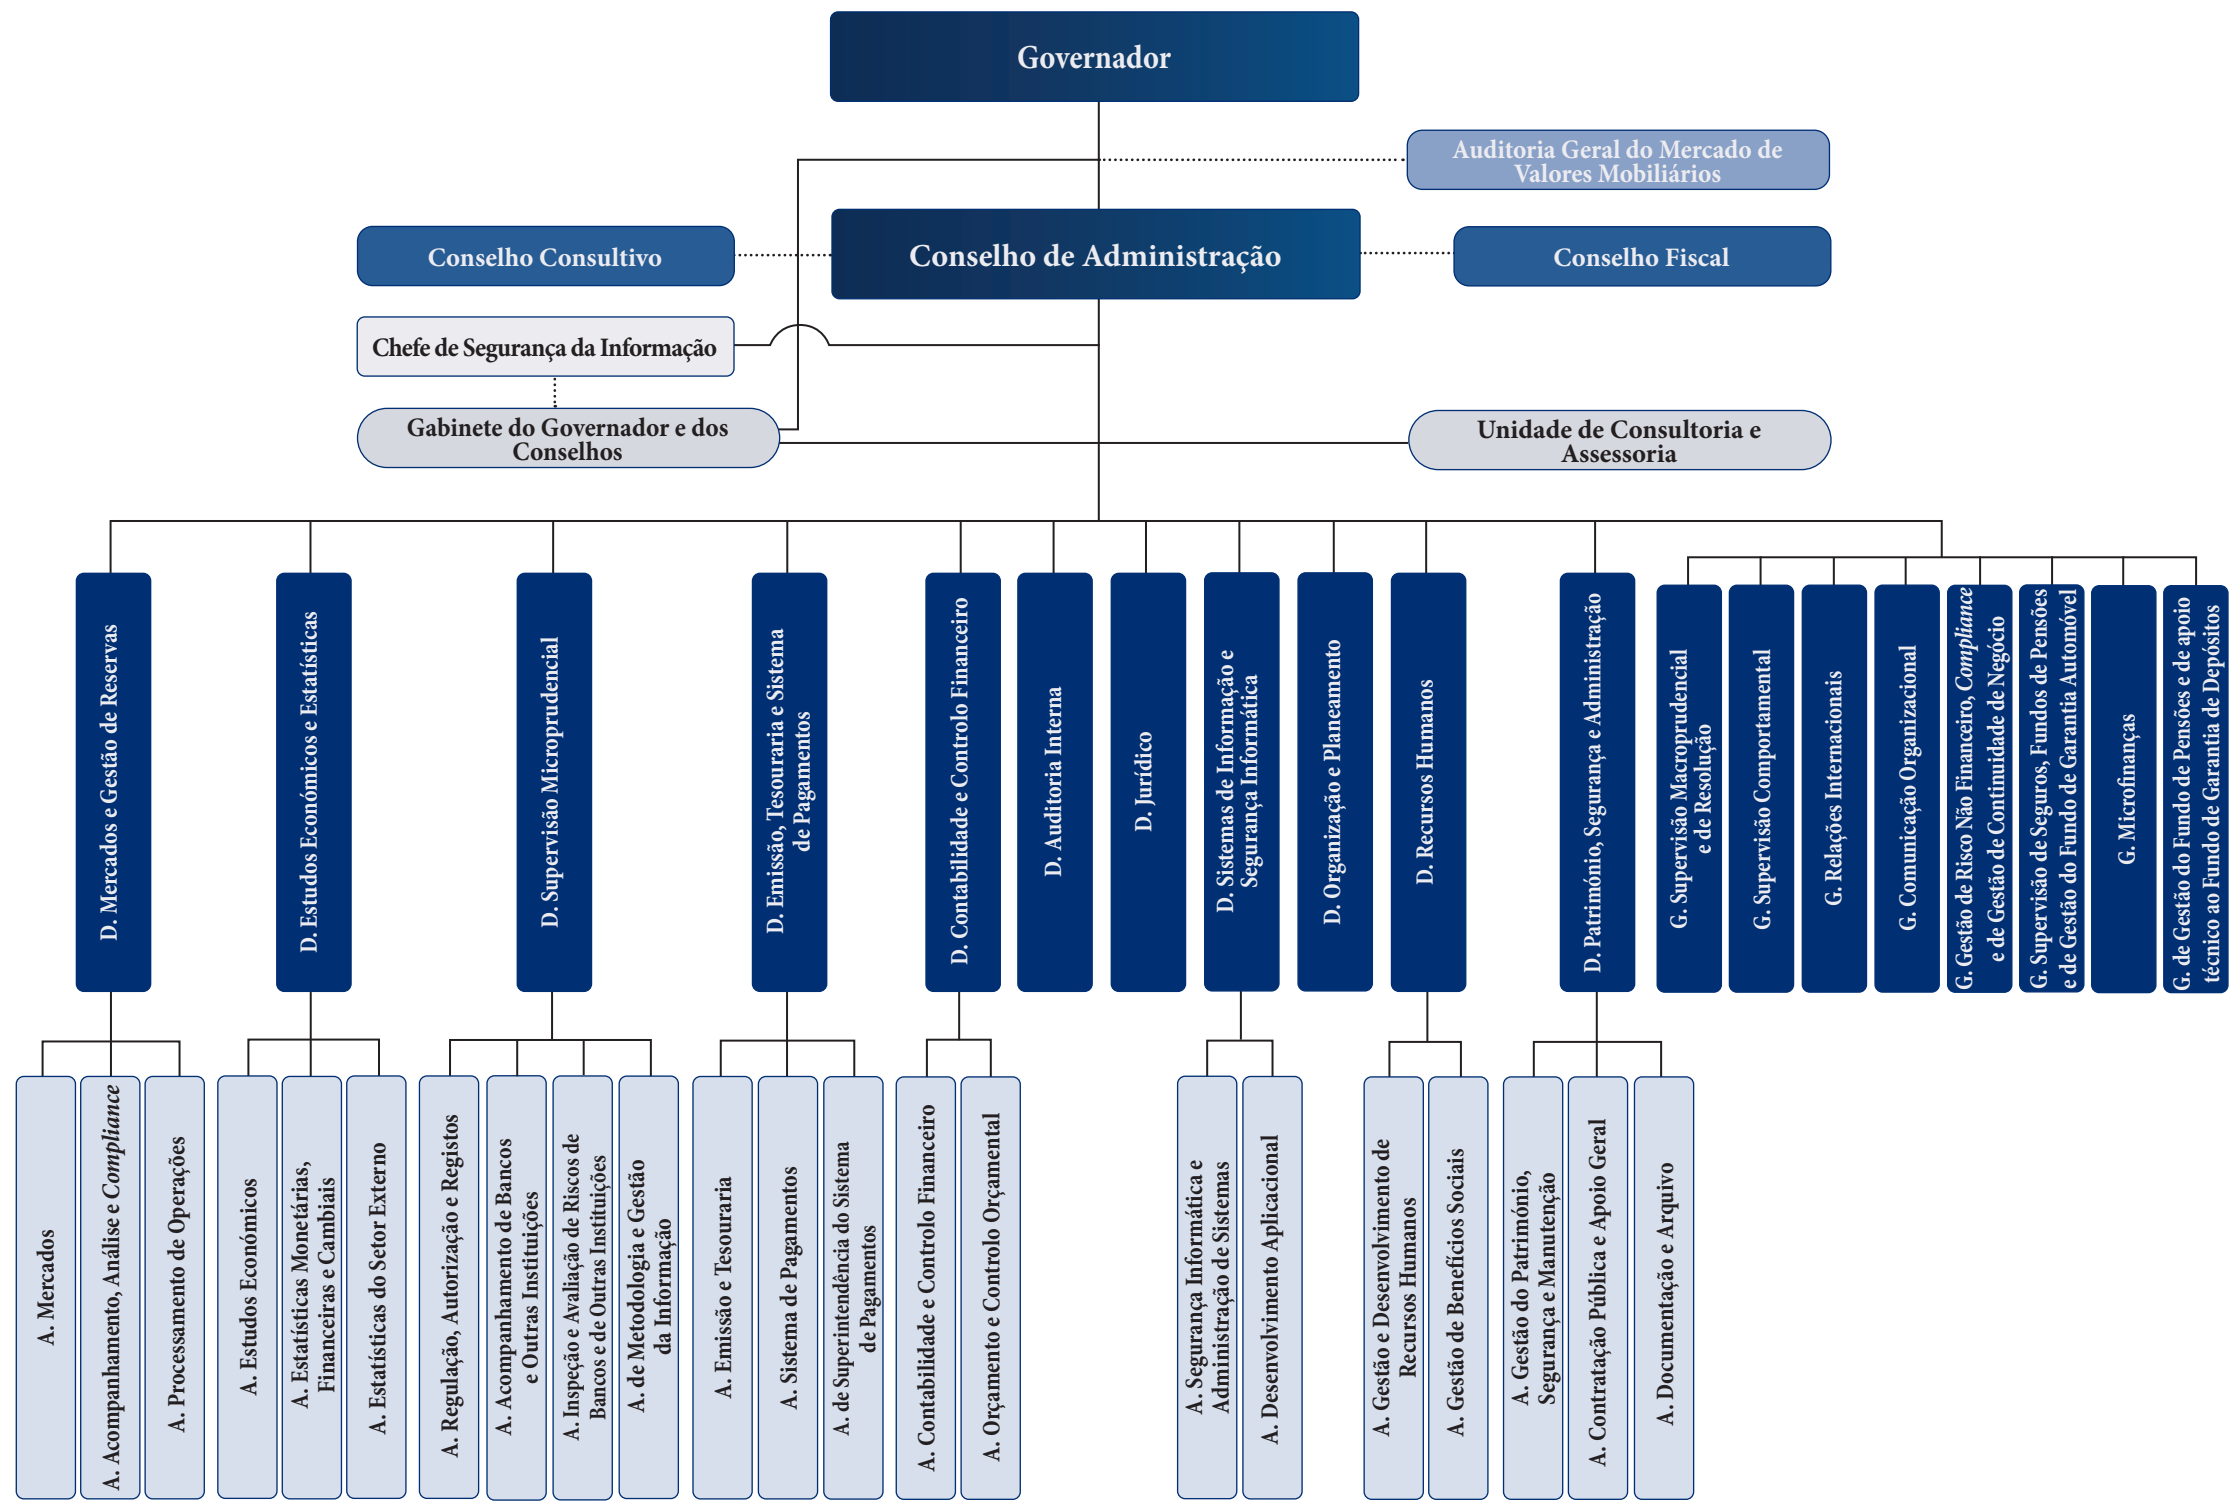 Governador
Auditoria Geral do Mercado de
Valores Mobiliários
Conselho Consultivo
Conselho de Administração
Conselho Fiscal
Chefe de Segurança da Informação
Gabinete do Governador e dos
Conselhos
Unidade de Consultoria e
Assessoria
D. Mercados e Gestão de Reservas
D. Estudos Económicos e Estatísticas
D. Supervisão Microprudencial
D. Emissão, Tesouraria e Sistema
de Pagamentos
D. Contabilidade e Controlo Financeiro
D. Auditoria Interna
D. Jurídico
D. Sistemas de Informação e
Segurança Informática
D. Organização e Planeamento
D. Recursos Humanos
D. Património, Segurança e Administração
G. Supervisão Macroprudencial
e de Resolução
G. Supervisão Comportamental
G. Relações Internacionais
G. Comunicação Organizacional
G. Gestão de Risco Não Financeiro, Compliance
e de Gestão de Continuidade de Negócio
G. Supervisão de Seguros, Fundos de Pensões
e de Gestão do Fundo de Garantia Automóvel
G. Microfinanças
G. de Gestão do Fundo de Pensões e de apoio
técnico ao Fundo de Garantia de Depósitos
A. Mercados
A. Acompanhamento, Análise e Compliance
A. Processamento de Operações
A. Estudos Económicos
A. Estatísticas Monetárias,
Financeiras e Cambiais
A. Estatísticas do Setor Externo
A. Regulação, Autorização e Registos
A. Acompanhamento de Bancos
e Outras Instituições
A. Inspeção e Avaliação de Riscos de
Bancos e de Outras Instituições
A. de Metodologia e Gestão
da Informação
A. Emissão e Tesouraria
A. Sistema de Pagamentos
A. de Superintendência do Sistema
de Pagamentos
A. Contabilidade e Controlo Financeiro
A. Orçamento e Controlo Orçamental
A. Segurança Informática e
Administração de Sistemas
A. Desenvolvimento Aplicacional
A. Gestão e Desenvolvimento de
Recursos Humanos
A. Gestão de Benefícios Sociais
A. Gestão do Património,
Segurança e Manutenção
A. Contratação Pública e Apoio Geral
A. Documentação e Arquivo